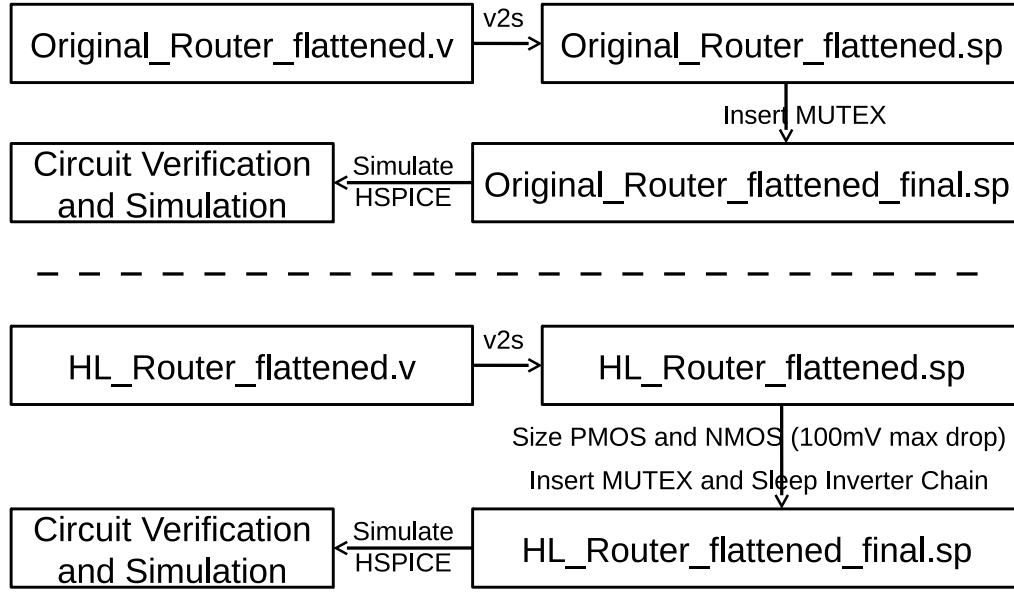 v2s
Original_Router_flattened.v
Original_Router_flattened.sp
Insert MUTEX
Circuit Verification
and Simulation
Simulate
HSPICE
Original_Router_flattened_final.sp
v2s
HL_Router_flattened.v
HL_Router_flattened.sp
Size PMOS and NMOS (100mV max drop)
Insert MUTEX and Sleep Inverter Chain
Circuit Verification
and Simulation
Simulate
HSPICE
HL_Router_flattened_final.sp